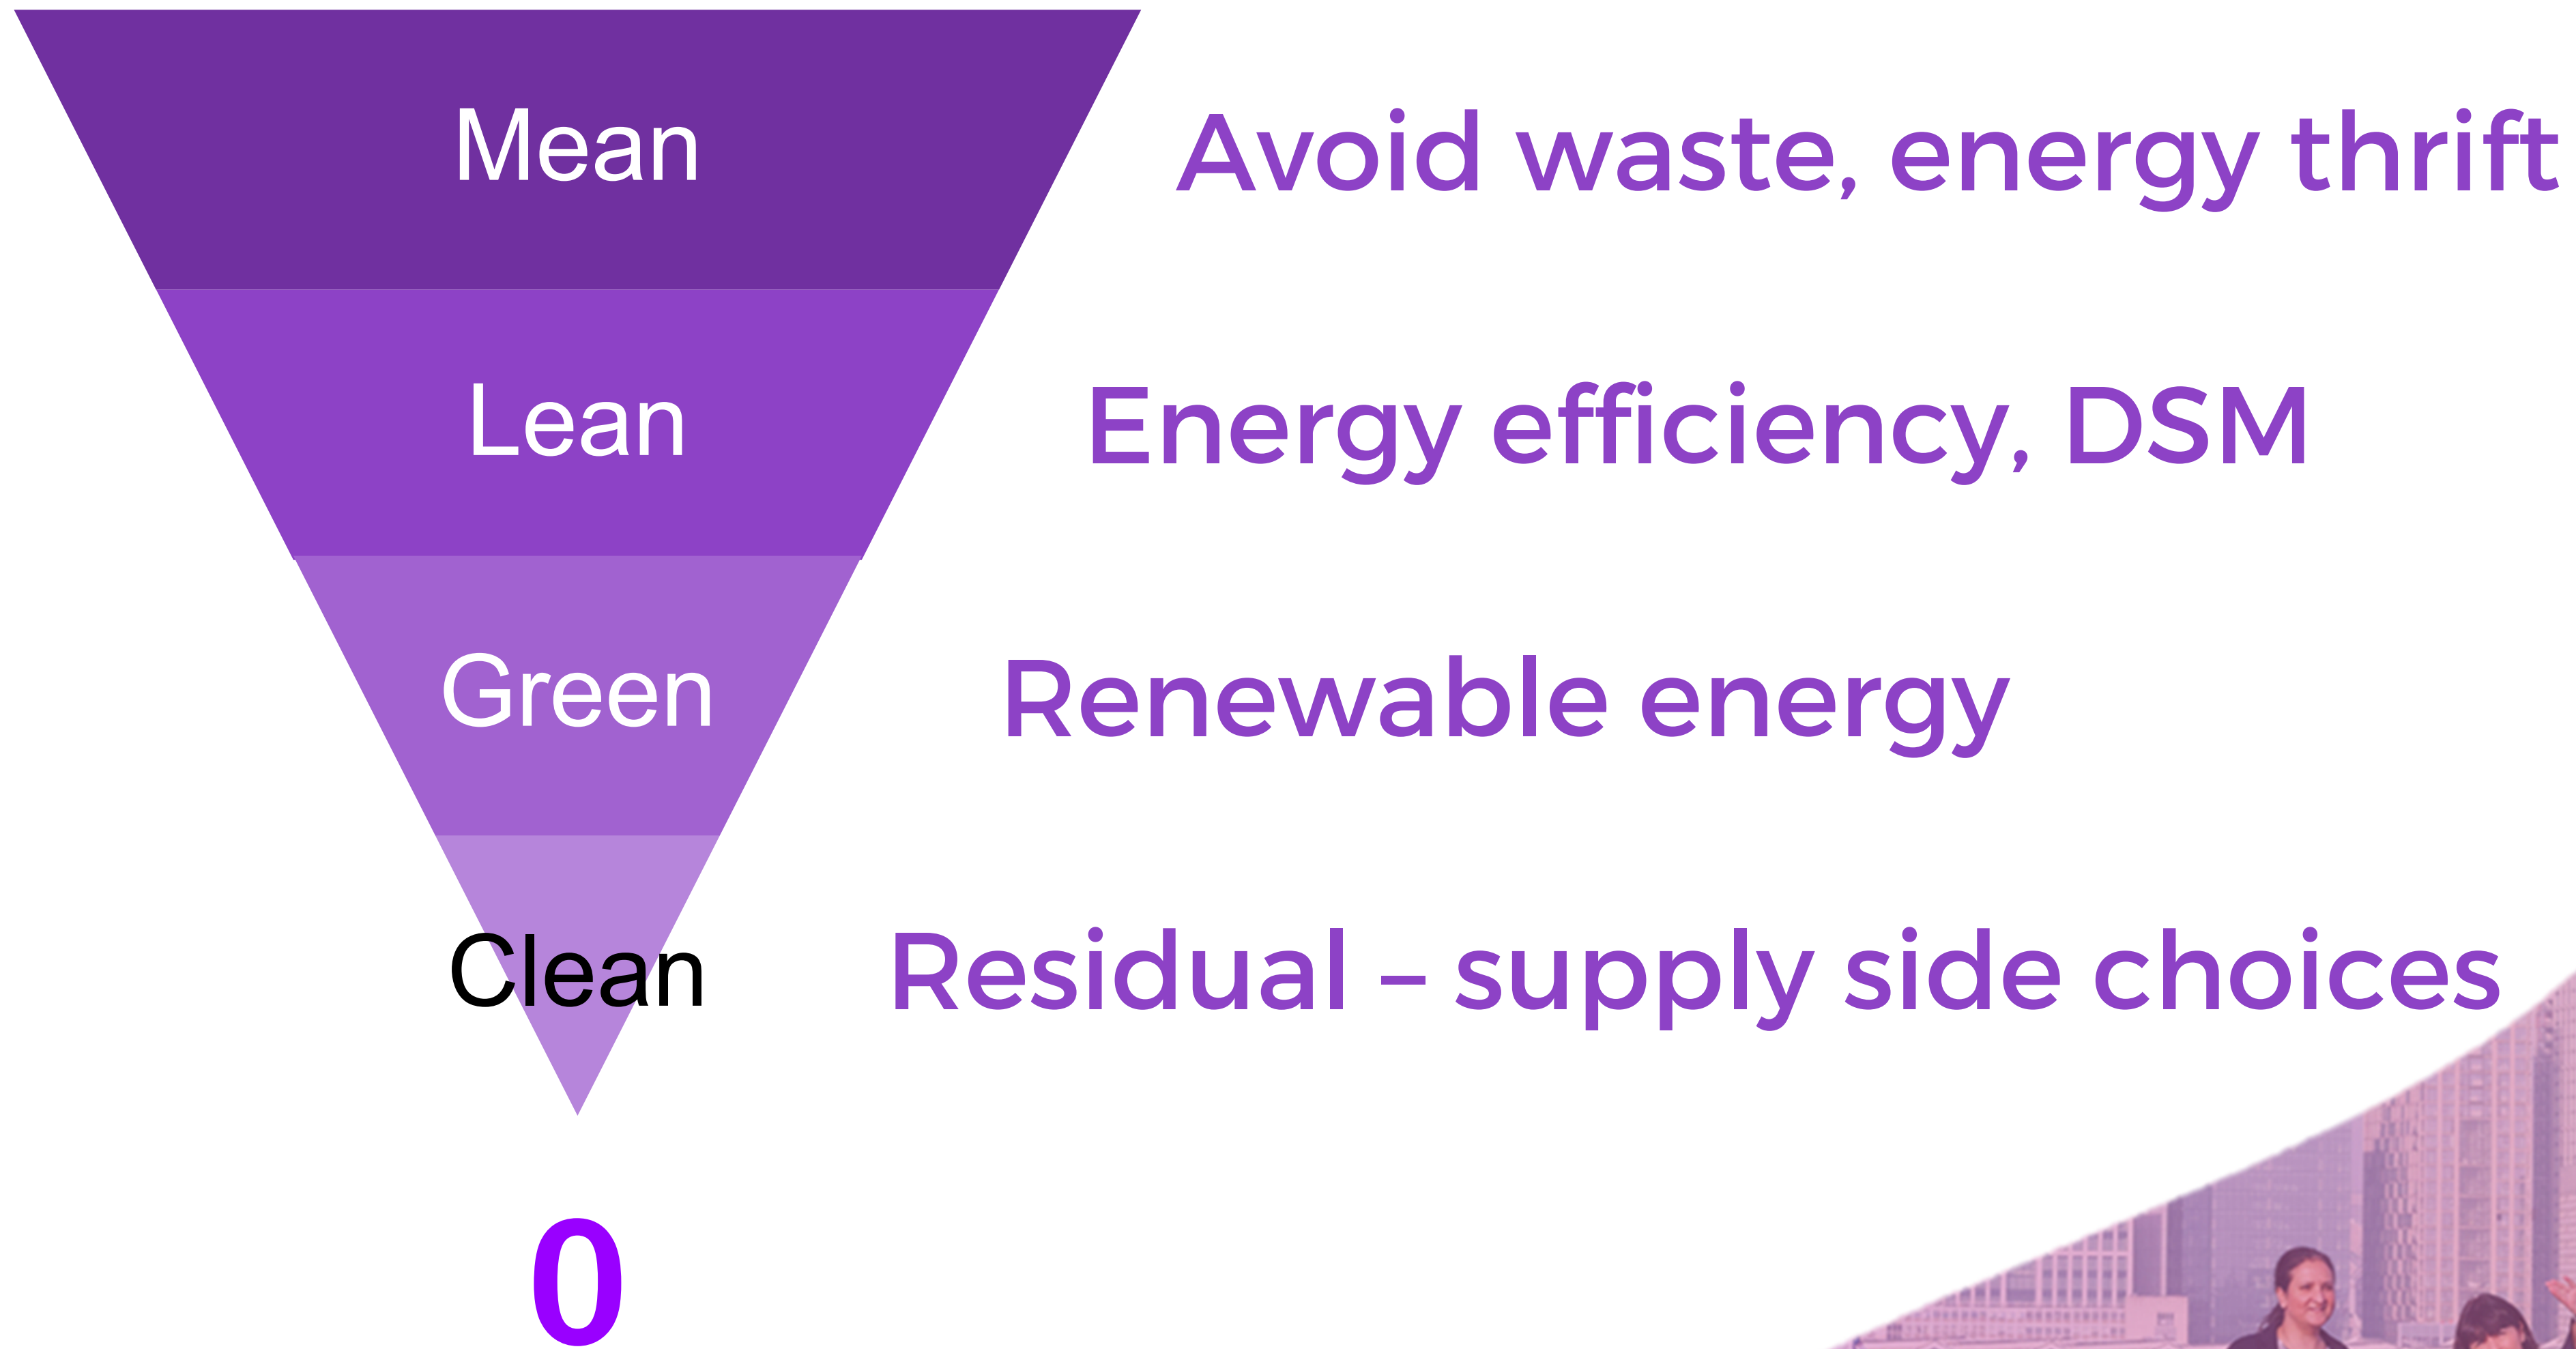 Mean Avoid waste, energy thrift
Lean Energy efficiency, DSM
Green Renewable energy
Clean Residual – supply side choices
0